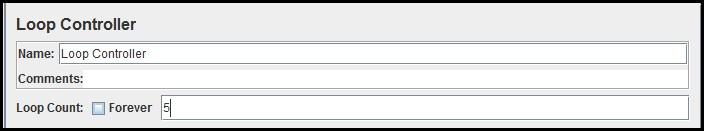 Loop Controller
Name: Loop Controller
Comments:
Loop Count: Forever 5